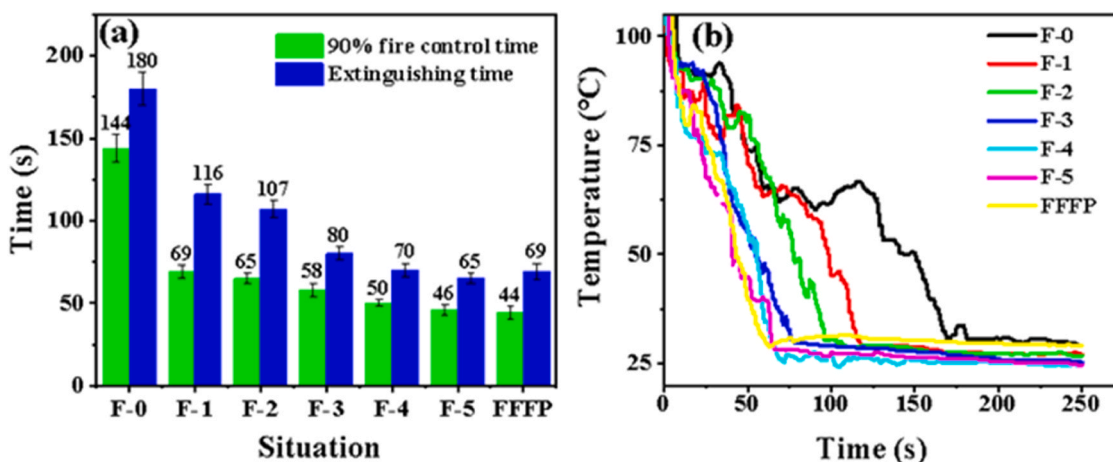 (a)
90% fire control time
Extinguishing time
Time (s)
200
150
100
50
0
144
180
69
116
65
107
58
80
50
70
46
65
44
69
F-0 F-1 F-2 F-3 F-4 F-5 FFFP
Situation
(b)
F-0
F-1
F-2
F-3
F-4
F-5
FFFP
Temperature (°C)
100
75
50
25
0 50 100 150 200 250
Time (s)